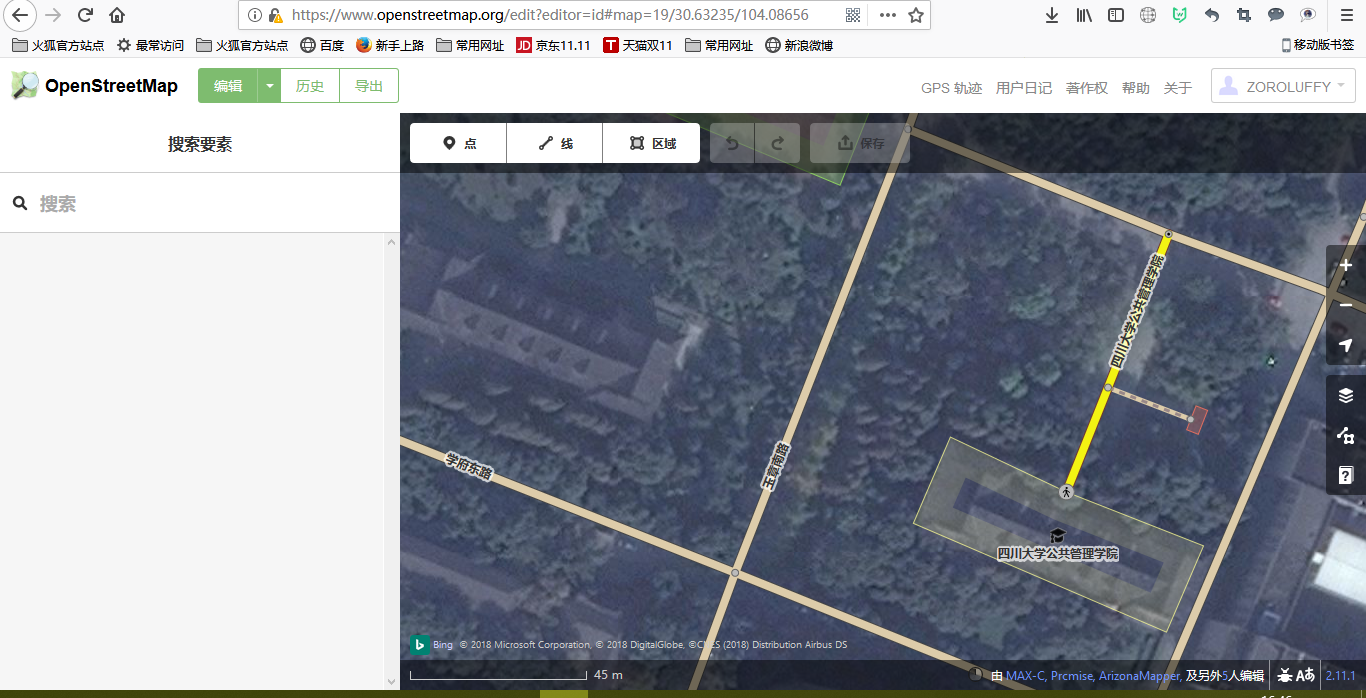 https://www.openstreetmap.org/edit?editor=id#map=19/30.63235/104.08656
火狐官方站点 最常访问 火狐官方站点 百度 新手上路 常用网址 JD 京东11.11 T 天猫双11 常用网址 新浪微博 移动版书签
OpenStreetMap 编辑 历史 导出 GPS 轨迹 用户日记 著作权 帮助 关于 ZOROLUFFY
搜索要素
点 线 区域 保存
搜索
四川大学公共管理学院
学府东路
玉章南路
四川大学公共管理学院
b Bing © 2018 Microsoft Corporation, © 2018 DigitalGlobe, ©CNES (2018) Distribution Airbus DS
45 m 由 MAX-C, Prcmise, ArizonaMapper, 及另外5人编辑 2.11.1